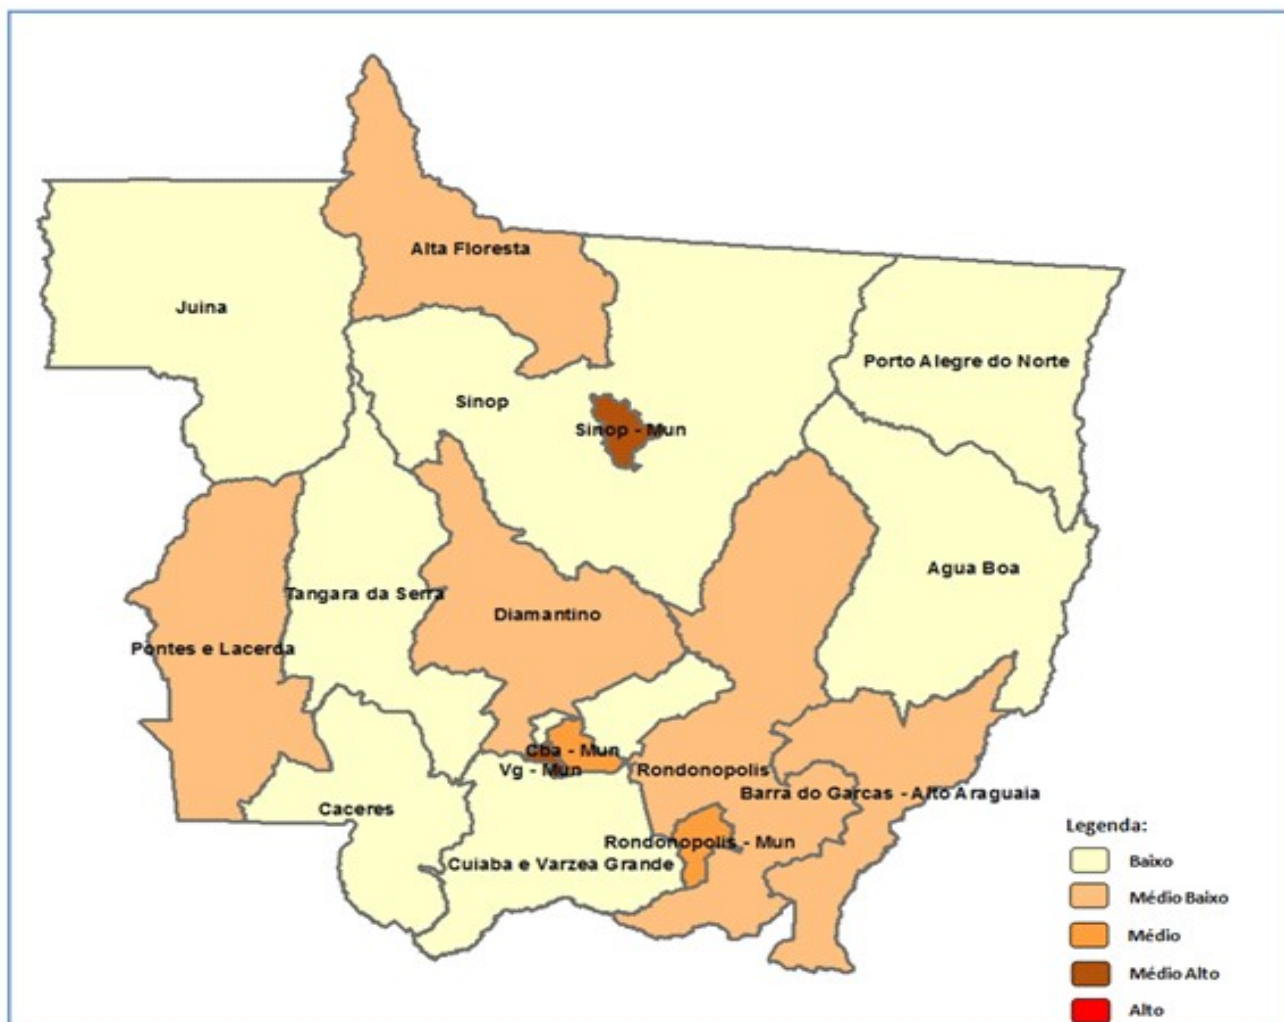 Alta Floresta
Juina
Porto Alegre do Norte
Sinop
Sinop - Mun
Agua Boa
Tangara da Serra
Diamantino
Pontes e Lacerda
Cba - Mun
Vg - Mun
Rondonopolis
Barra do Garcas - Alto Araguaia
Caceres
Rondonopolis - Mun
Cuiaba e Varzea Grande
Legenda:
Baixo
Médio Baixo
Médio
Médio Alto
Alto